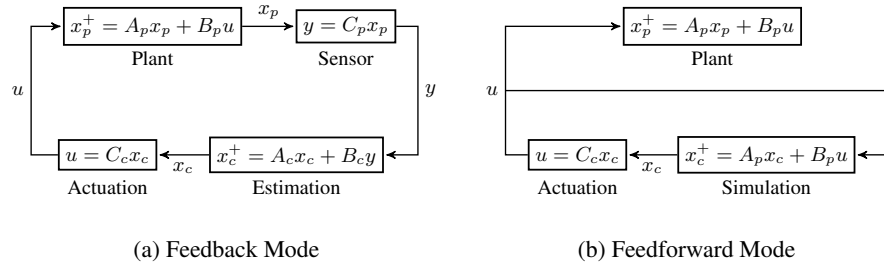 x_p^+ = A_p x_p + B_p u
Plant
x_p
y = C_p x_p
Sensor
u
y
u = C_c x_c
Actuation
x_c
x_c^+ = A_c x_c + B_c y
Estimation
(a) Feedback Mode
x_p^+ = A_p x_p + B_p u
Plant
u
u = C_c x_c
Actuation
x_c
x_c^+ = A_p x_c + B_p u
Simulation
(b) Feedforward Mode